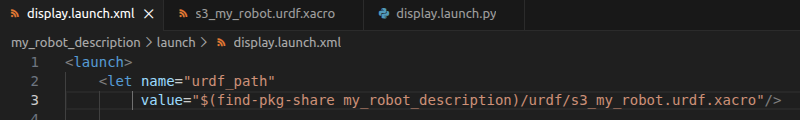 display.launch.xml × s3_my_robot.urdf.xacro display.launch.py
my_robot_description > launch > display.launch.xml
1 <launch>
2 <let name="urdf_path"
3 value="$(find-pkg-share my_robot_description)/urdf/s3_my_robot.urdf.xacro"/>
4